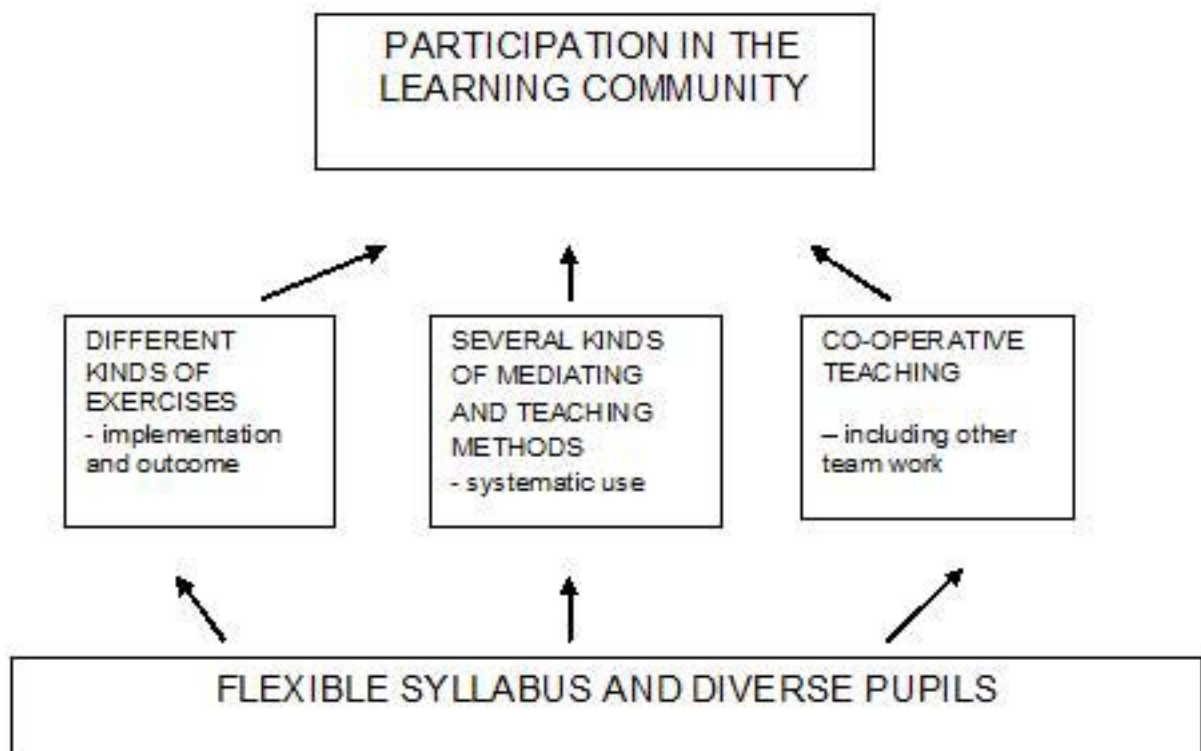 PARTICIPATION IN THE
LEARNING COMMUNITY
DIFFERENT
KINDS OF
EXERCISES
- implementation
and outcome
SEVERAL KINDS
OF MEDIATING
AND TEACHING
METHODS
- systematic use
CO-OPERATIVE
TEACHING
– including other
team work
FLEXIBLE SYLLABUS AND DIVERSE PUPILS